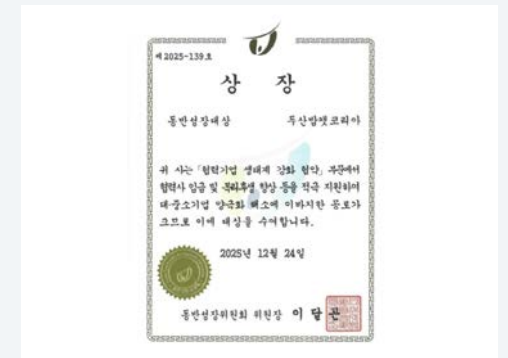 제 2025-139호
상 장
동반성장대상 두산밥캣코리아
귀 사는 「협력기업 생태계 강화 협약」 부문에서
협력사 임금 및 복리후생 향상 등을 적극 지원하여
대·중소기업 양극화 해소에 이바지한 공로가
크므로 이에 대상을 수여합니다.
2025년 12월 24일
동반성장위원회 위원장 이 달 곤